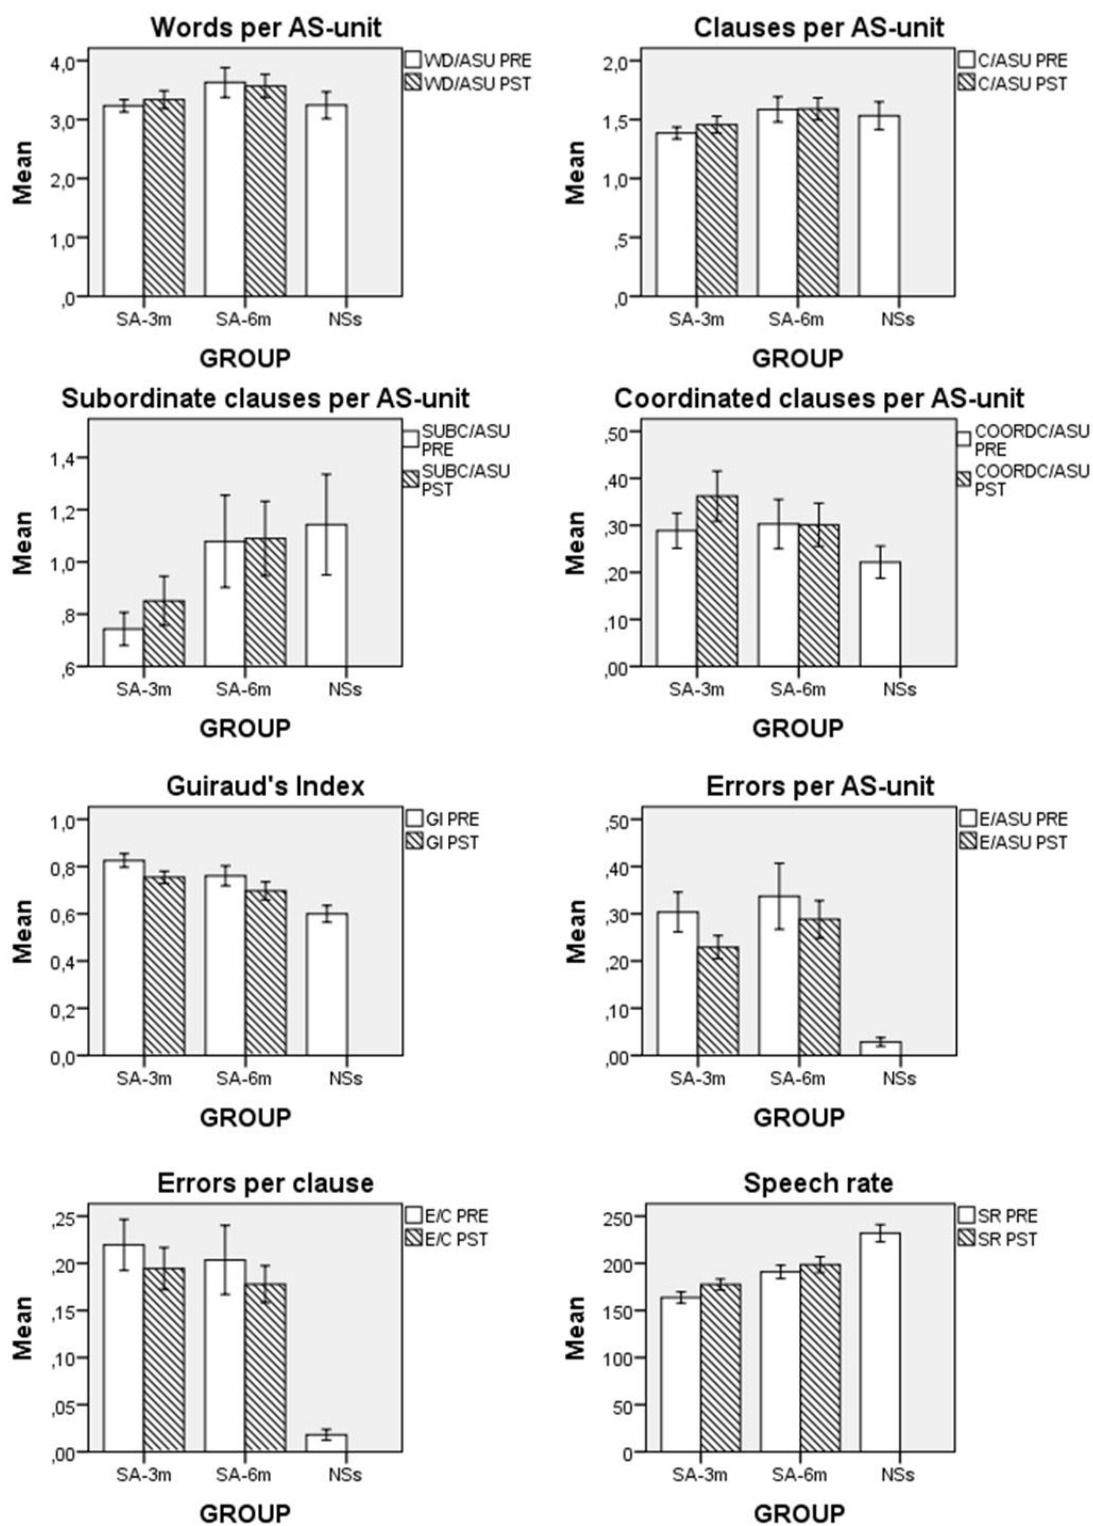 Words per AS-unit
4,0
3,0
2,0
1,0
,0
Mean
WD/ASU PRE
WD/ASU PST
SA-3m SA-6m NSs
GROUP
Clauses per AS-unit
2,0
1,5
1,0
,5
,0
Mean
C/ASU PRE
C/ASU PST
SA-3m SA-6m NSs
GROUP
Subordinate clauses per AS-unit
1,4
1,2
1,0
,8
,6
Mean
SUBC/ASU
PRE
SUBC/ASU
PST
SA-3m SA-6m NSs
GROUP
Coordinated clauses per AS-unit
,50
,40
,30
,20
,10
,00
Mean
COORDC/ASU
PRE
COORDC/ASU
PST
SA-3m SA-6m NSs
GROUP
Guiraud's Index
1,0
0,8
0,6
0,4
0,2
0,0
Mean
GI PRE
GI PST
SA-3m SA-6m NSs
GROUP
Errors per AS-unit
,50
,40
,30
,20
,10
,00
Mean
E/ASU PRE
E/ASU PST
SA-3m SA-6m NSs
GROUP
Errors per clause
,25
,20
,15
,10
,05
,00
Mean
E/C PRE
E/C PST
SA-3m SA-6m NSs
GROUP
Speech rate
250
200
150
100
50
0
Mean
SR PRE
SR PST
SA-3m SA-6m NSs
GROUP